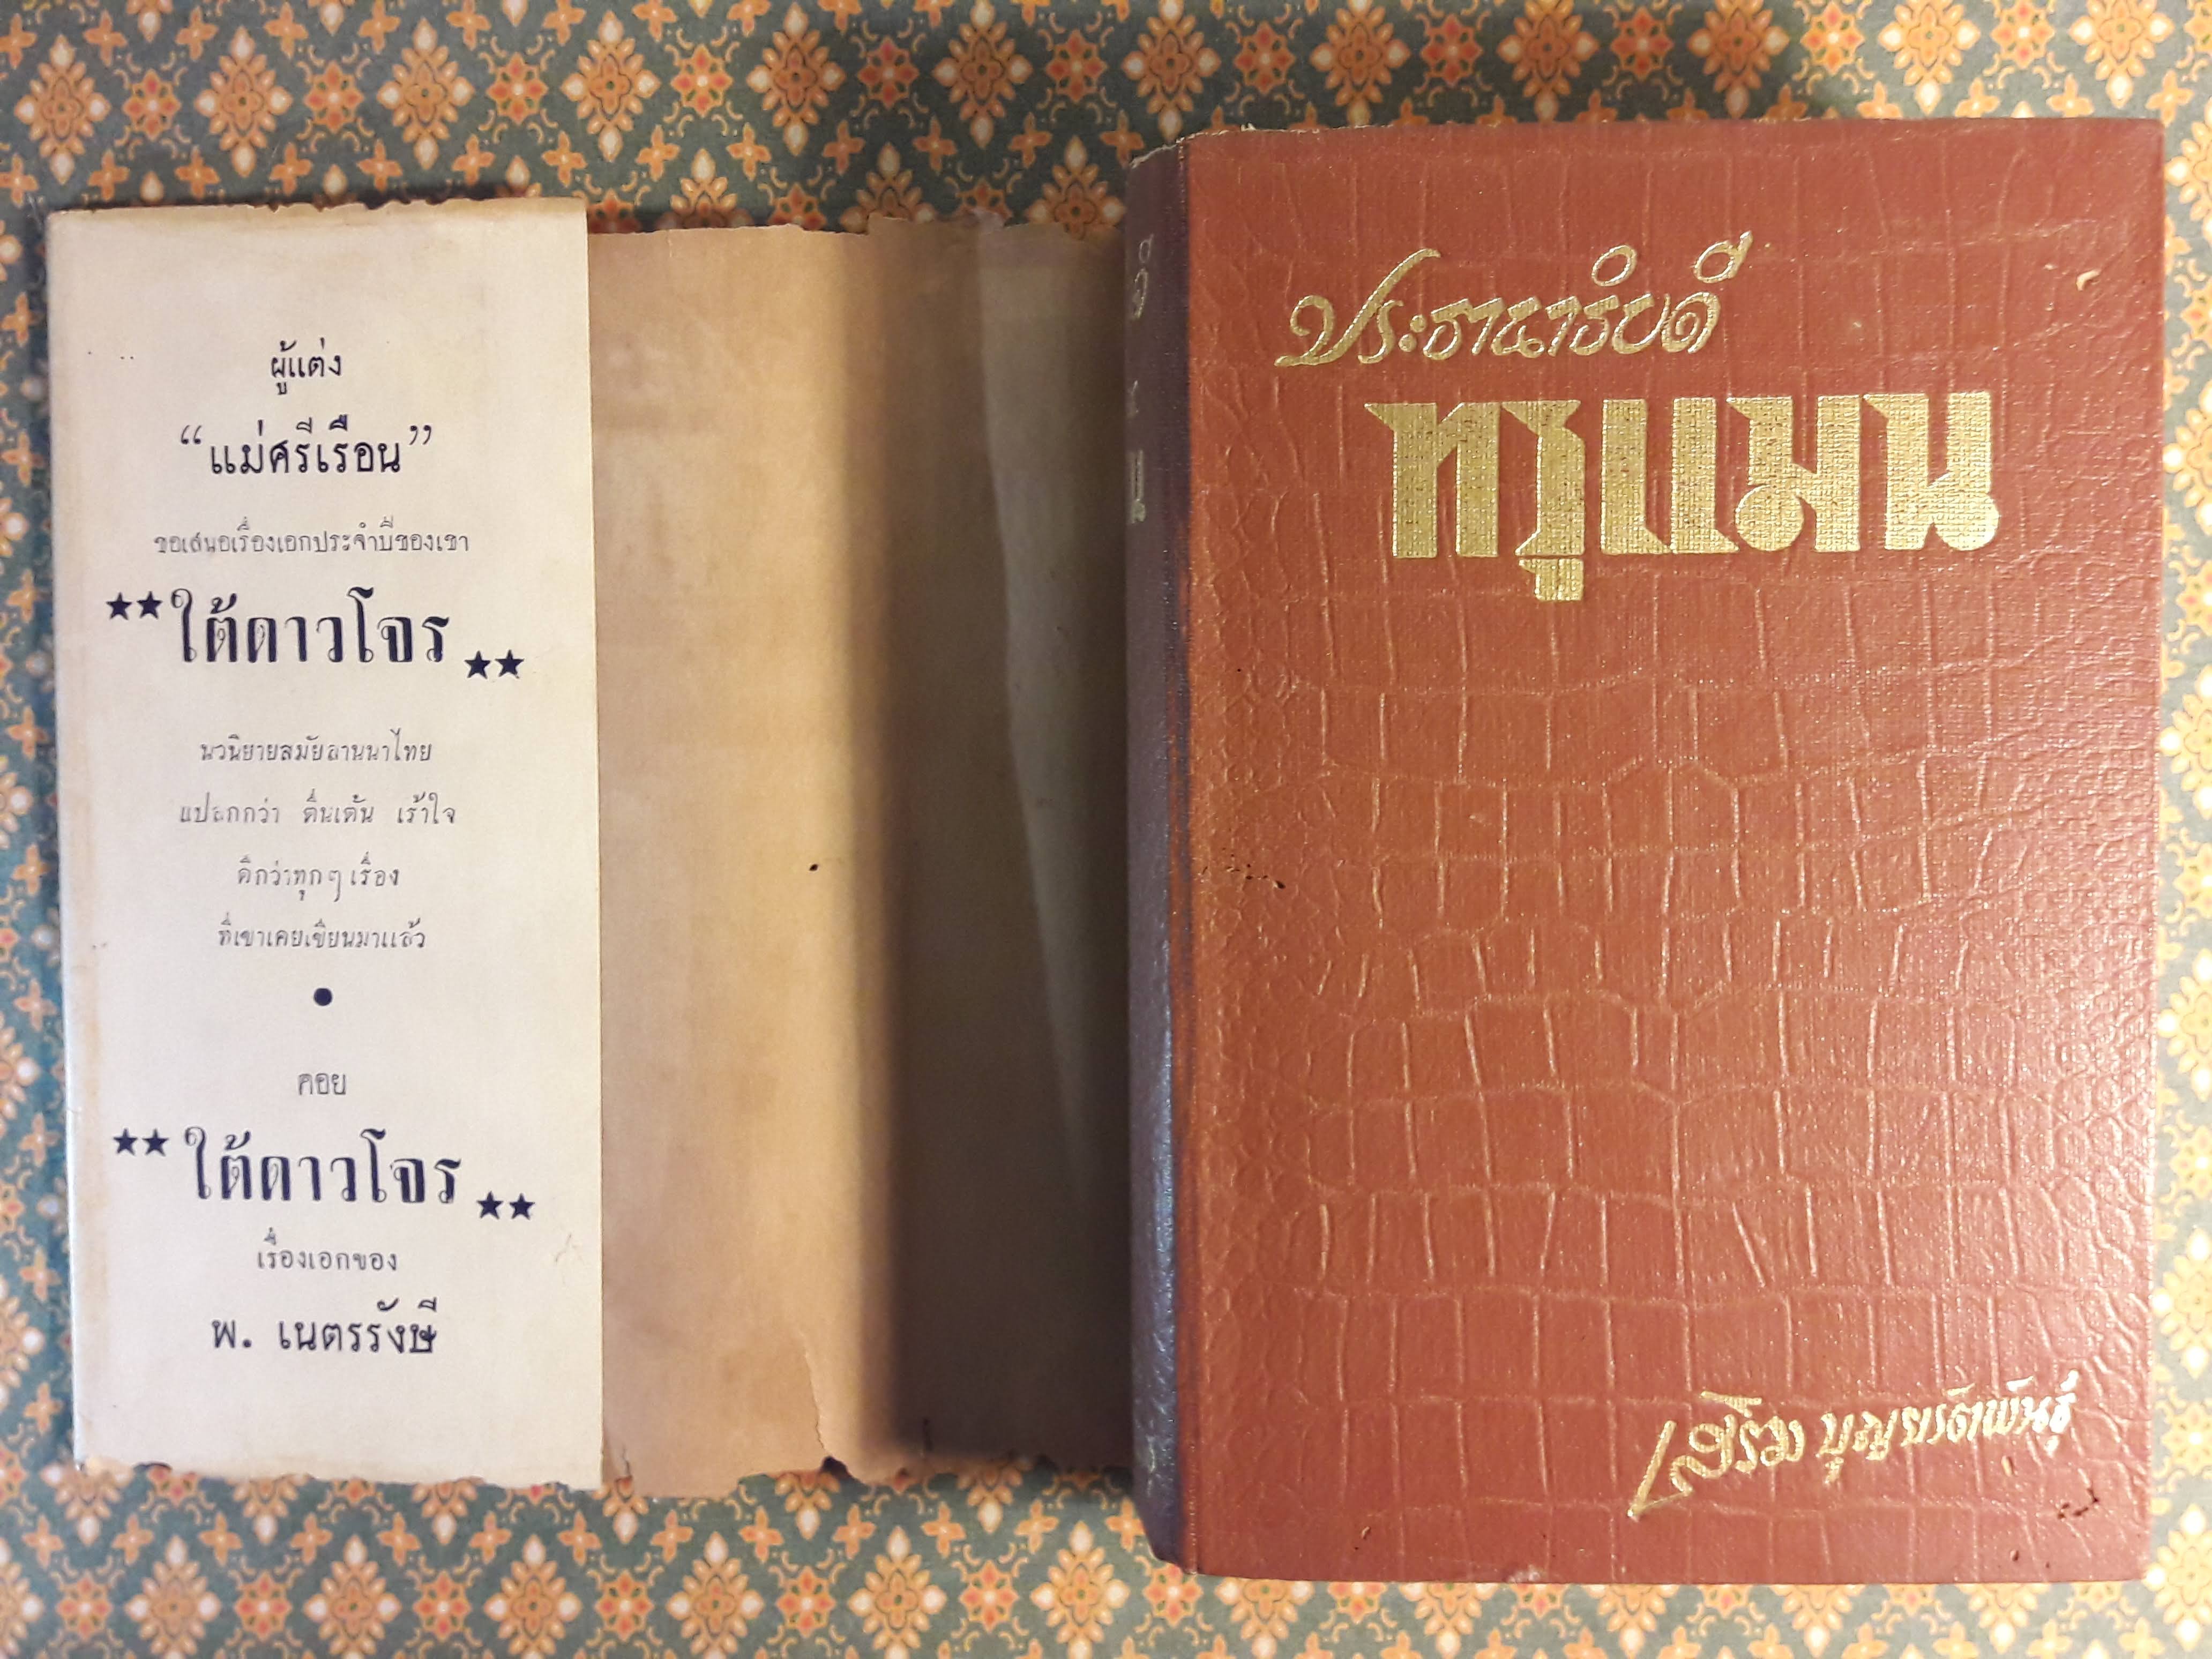 ผู้แต่ง
“แม่ศรีเรือน”
ขอเสนอเรื่องเอกประจำปีของเขา
★★ ใต้ดาวโจร ★★
นวนิยายสมัยลานนาไทย
แปลกกว่า ตื่นเต้น เร้าใจ
ดีกว่าทุกๆ เรื่อง
ที่เขาเคยเขียนมาแล้ว
●
คอย
★★ ใต้ดาวโจร ★★
เรื่องเอกของ
พ. เนตรรังษี
ประธานาธิบดี
ทรูแมน
บุญยรัตพันธุ์